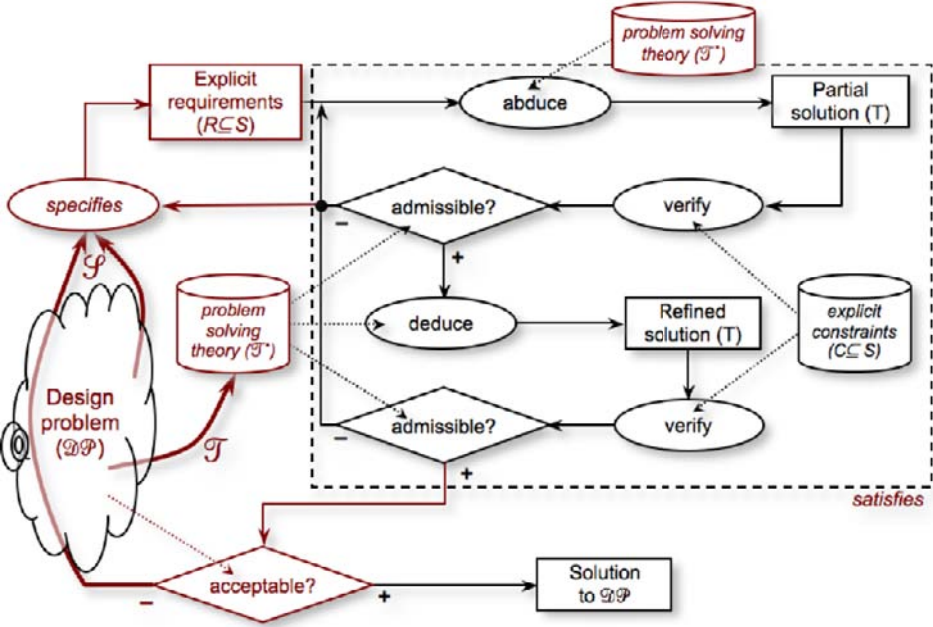 problem solving
theory (𝒯*)
Explicit
requirements
(R⊆S)
abduce
Partial
solution (T)
specifies
admissible?
verify
–
+
𝒮
problem
solving
theory (𝒯*)
deduce
Refined
solution (T)
explicit
constraints
(C⊆ S)
Design
problem
(𝒟𝒫)
𝒯
admissible?
verify
–
+
satisfies
acceptable?
–
+
Solution
to 𝒟𝒫